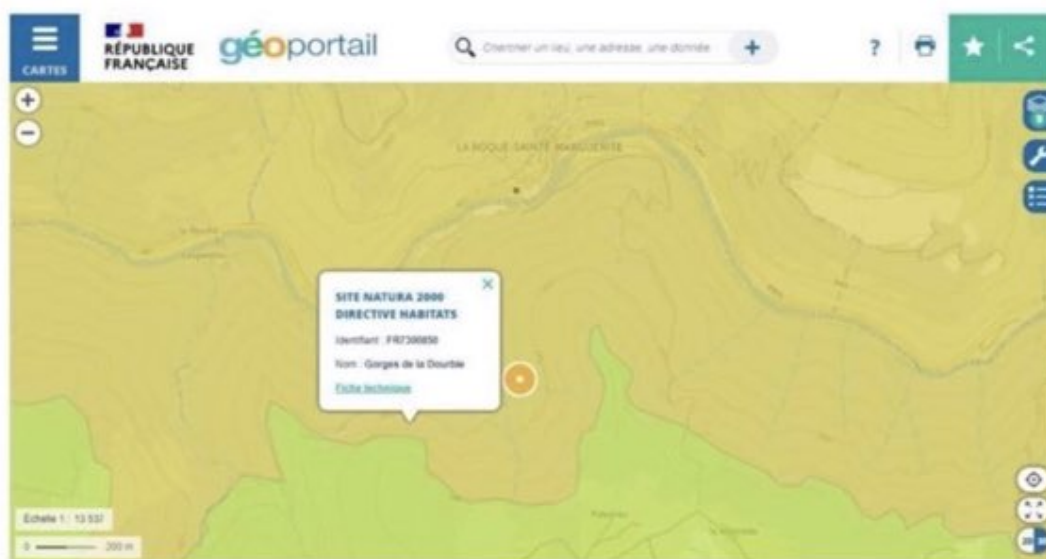 CARTES
RÉPUBLIQUE
FRANÇAISE
géoportail
Chercher un lieu, une adresse, une donnée
+
?
+
−
LA ROQUE-SAINTE MARGUERITE
SITE NATURA 2000
DIRECTIVE HABITATS
Identifiant : FR7300850
Nom : Gorges de la Dourbie
Fiche technique
Echelle 1 : 13 537
0 200 m